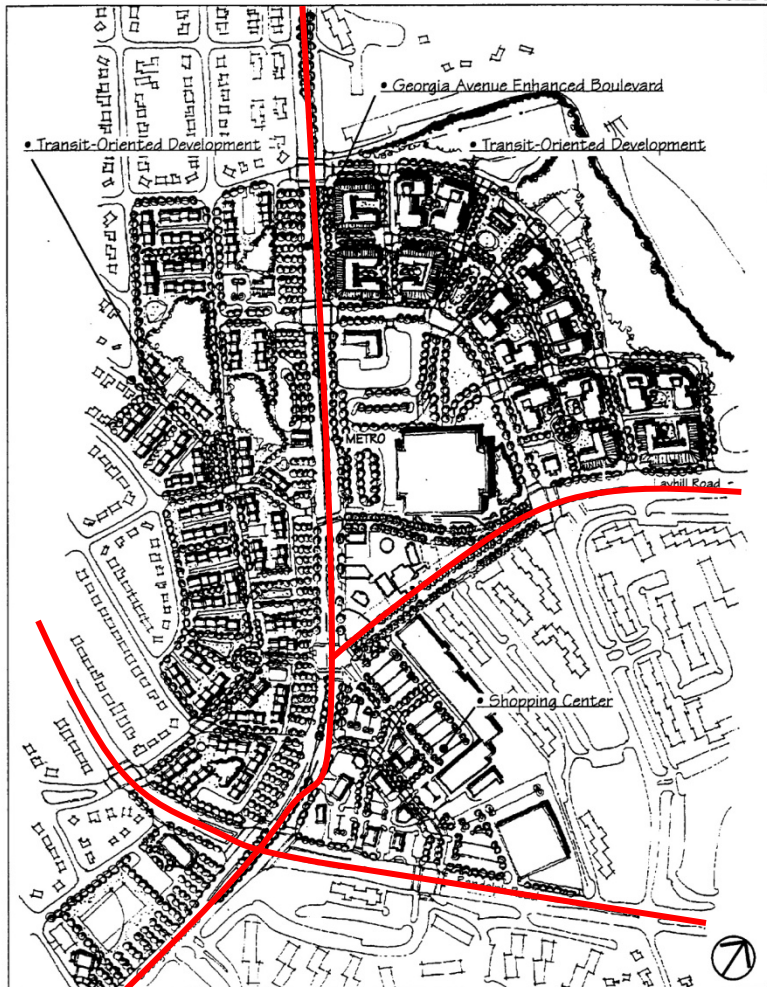 • Georgia Avenue Enhanced Boulevard
• Transit-Oriented Development
• Transit-Oriented Development
METRO
Layhill Road
• Shopping Center